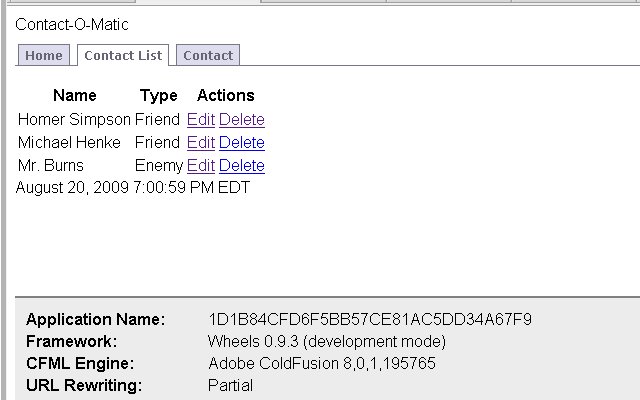 Contact-O-Matic
Home Contact List Contact
Name Type Actions
Homer Simpson Friend Edit Delete
Michael Henke Friend Edit Delete
Mr. Burns Enemy Edit Delete
August 20, 2009 7:00:59 PM EDT
Application Name: 1D1B84CFD6F5BB57CE81AC5DD34A67F9
Framework: Wheels 0.9.3 (development mode)
CFML Engine: Adobe ColdFusion 8,0,1,195765
URL Rewriting: Partial